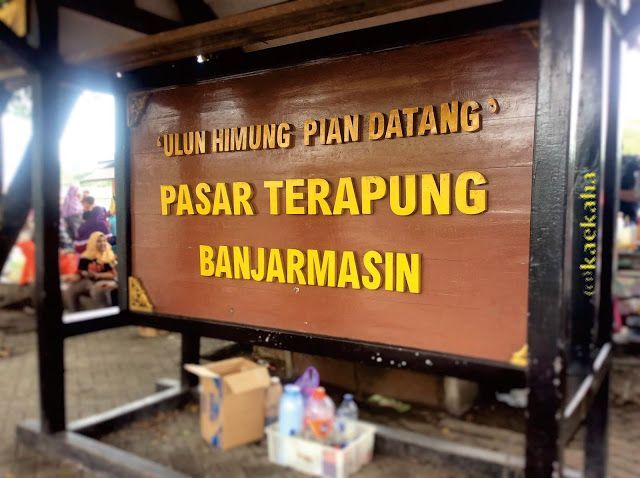 'ULUN HIMUNG PIAN DATANG'
PASAR TERAPUNG
BANJARMASIN
@kaekaha